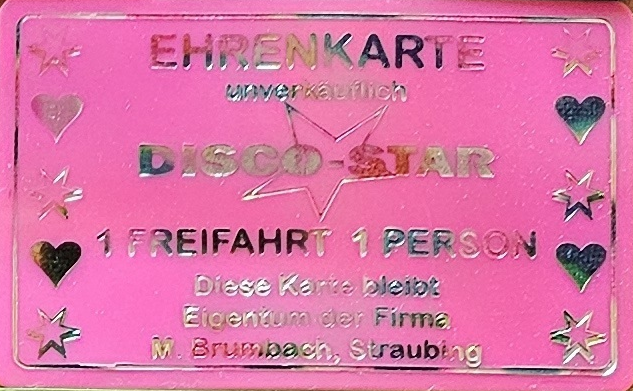 EHRENKARTE
unverkäuflich
DISCO-STAR
1 FREIFAHRT 1 PERSON
Diese Karte bleibt
Eigentum der Firma
M. Brumbach, Straubing